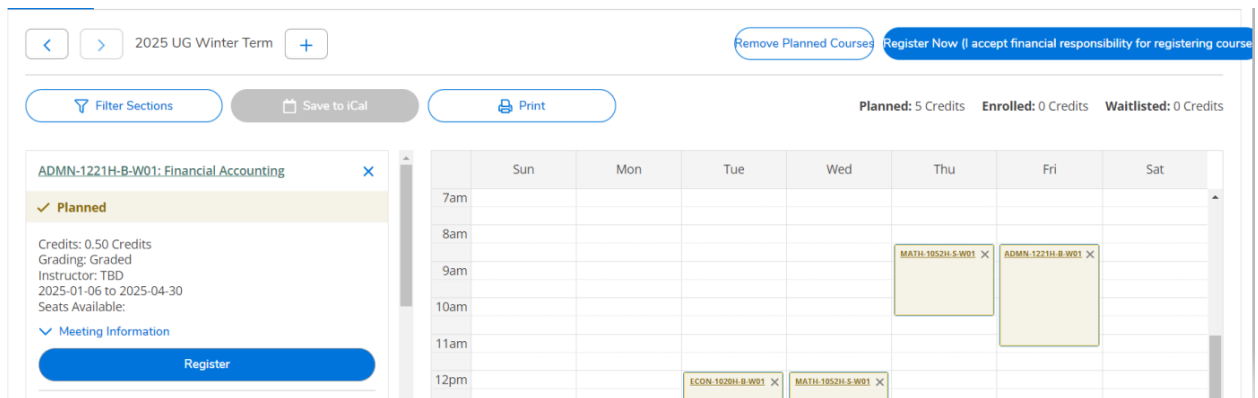 2025 UG Winter Term
Remove Planned Courses
Register Now (I accept financial responsibility for registering course
Filter Sections
Save to iCal
Print
Planned: 5 Credits Enrolled: 0 Credits Waitlisted: 0 Credits
ADMN-1221H-B-W01: Financial Accounting
Planned
Credits: 0.50 Credits
Grading: Graded
Instructor: TBD
2025-01-06 to 2025-04-30
Seats Available:
Meeting Information
Register
Sun Mon Tue Wed Thu Fri Sat
7am
8am
MATH-1052H-S-W01 ADMN-1221H-B-W01
9am
10am
11am
12pm
ECON-1020H-B-W01 MATH-1052H-S-W01